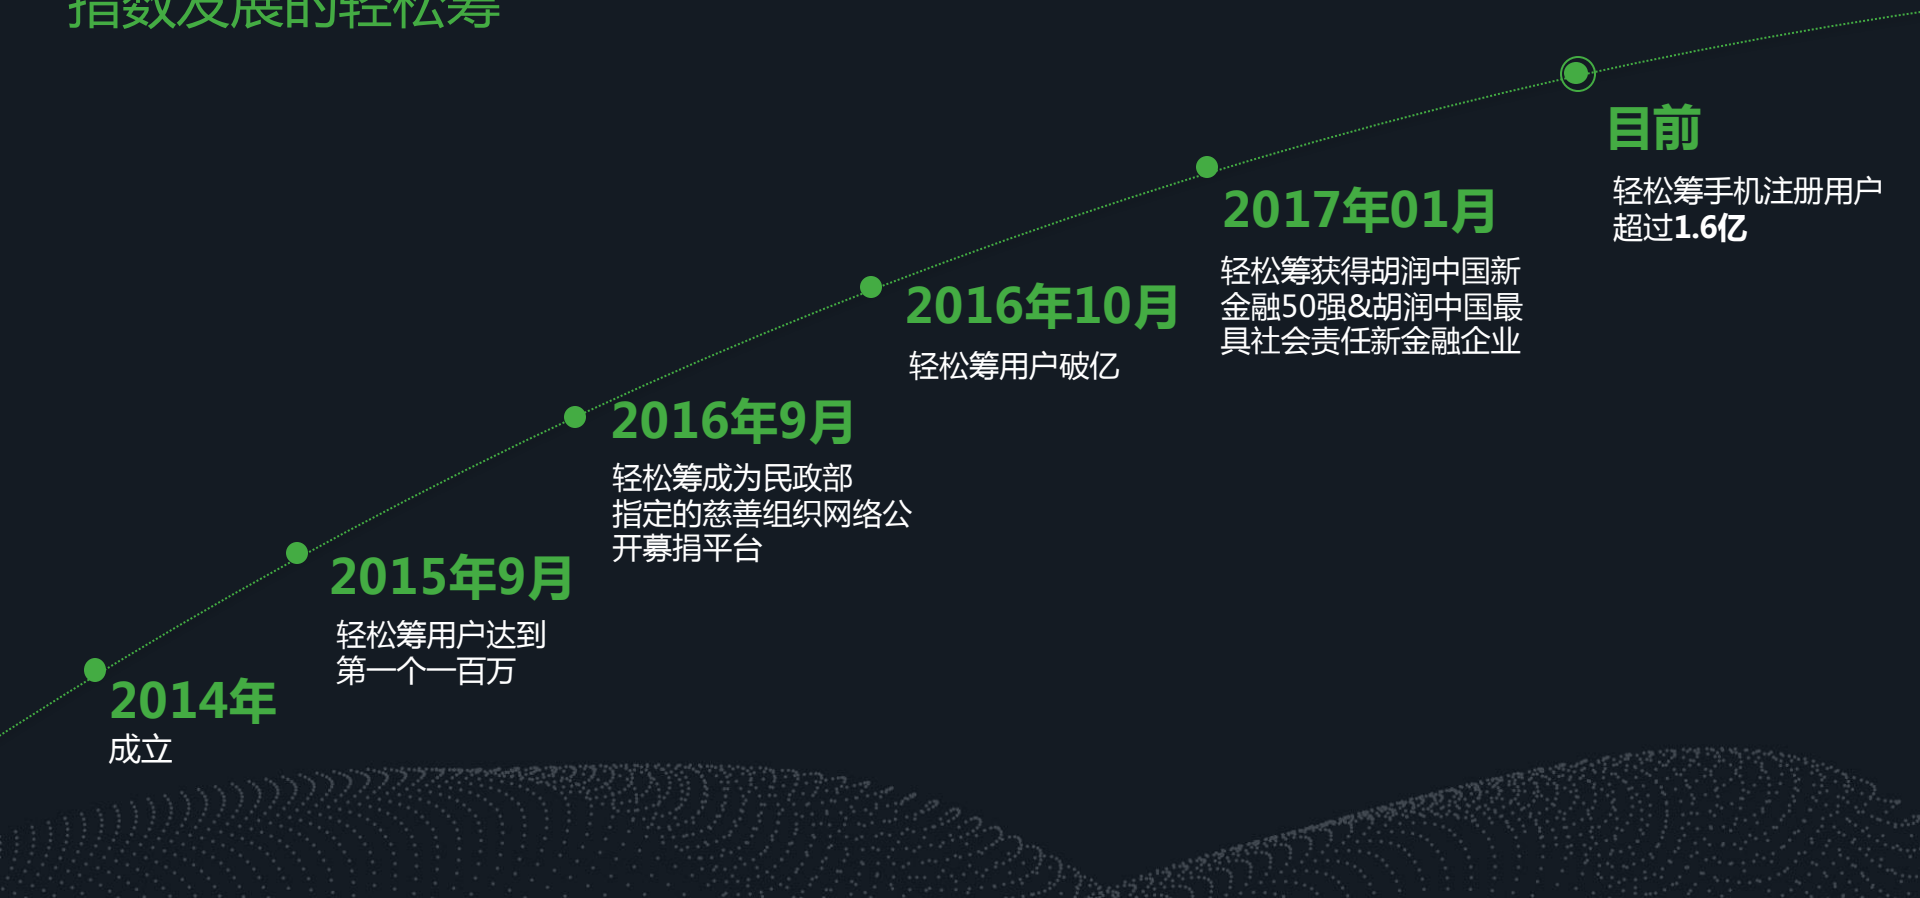 指数发展的轻松筹
目前
轻松筹手机注册用户
超过1.6亿
2017年01月
轻松筹获得胡润中国新
金融50强&胡润中国最
具社会责任新金融企业
2016年10月
轻松筹用户破亿
2016年9月
轻松筹成为民政部
指定的慈善组织网络公
开募捐平台
2015年9月
轻松筹用户达到
第一个一百万
2014年
成立